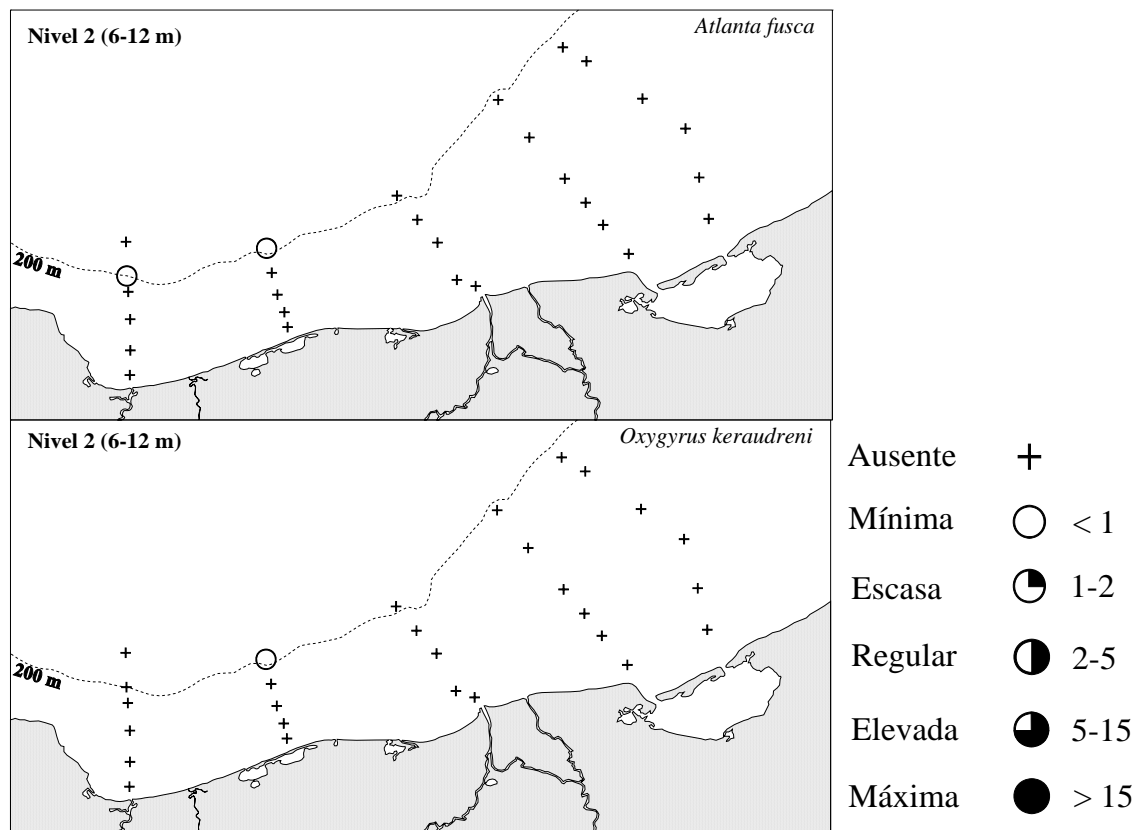 Nivel 2 (6-12 m)
Atlanta fusca
200 m
Nivel 2 (6-12 m)
Oxygyrus keraudreni
200 m
Ausente
Mínima < 1
Escasa 1-2
Regular 2-5
Elevada 5-15
Máxima > 15